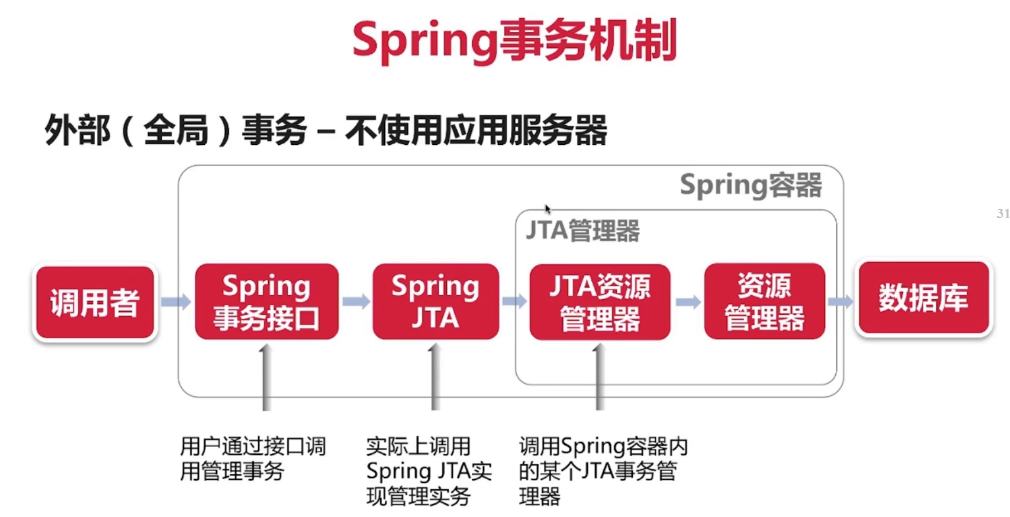 Spring事务机制
外部（全局）事务 – 不使用应用服务器
Spring容器
31
JTA管理器
调用者
Spring
事务接口
Spring
JTA
JTA资源
管理器
资源
管理器
数据库
用户通过接口调
用管理事务
实际上调用
Spring JTA实
现管理实务
调用Spring容器内
的某个JTA事务管
理器